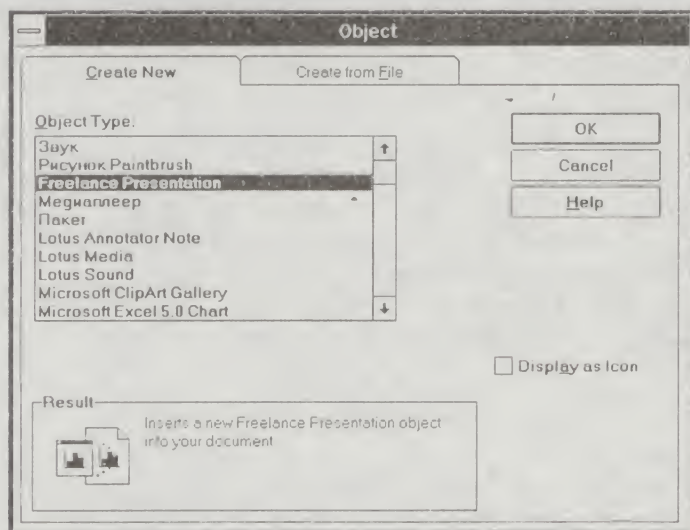 Object
Create New
Create from File
Object Type:
Звук
Рисунок Paintbrush
Freelance Presentation
Медиаплеер
Пакет
Lotus Annotator Note
Lotus Media
Lotus Sound
Microsoft ClipArt Gallery
Microsoft Excel 5.0 Chart
OK
Cancel
Help
Display as Icon
Result
Inserts a new Freelance Presentation object
into your document